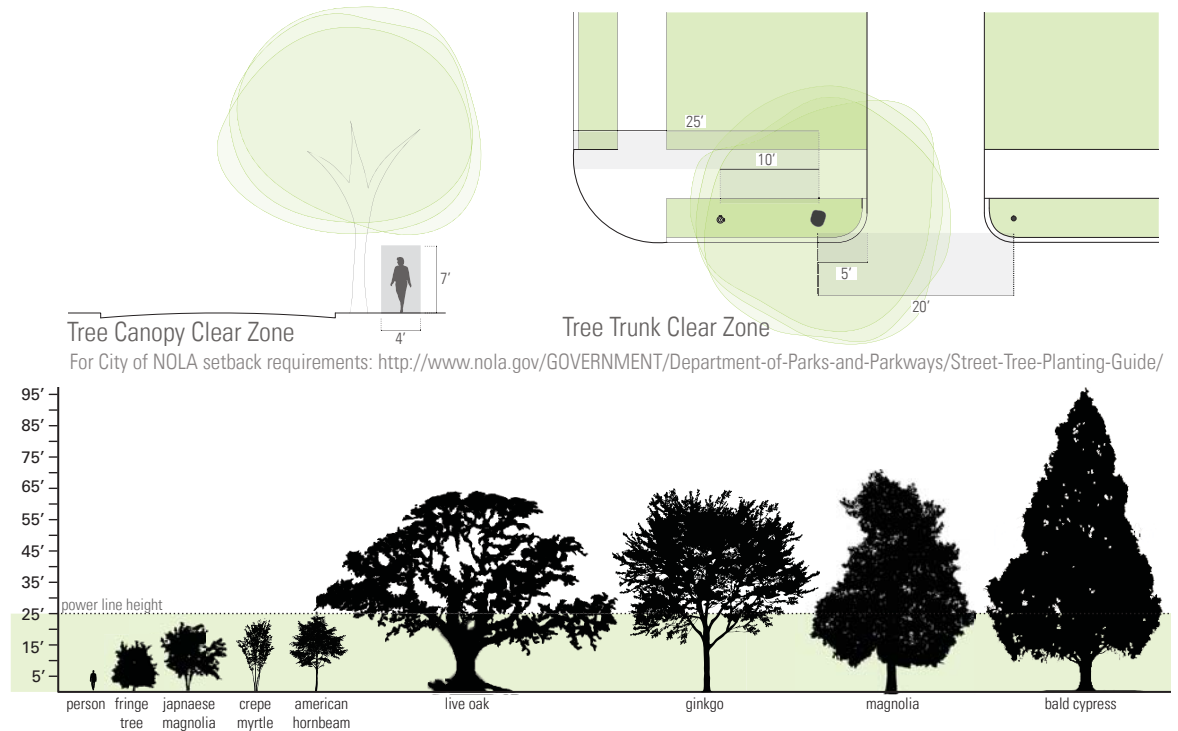 25’
10’
7’
5’
20’
4’
Tree Canopy Clear Zone
Tree Trunk Clear Zone
For City of NOLA setback requirements: http://www.nola.gov/GOVERNMENT/Department-of-Parks-and-Parkways/Street-Tree-Planting-Guide/
95’
85’
75’
65’
55’
45’
35’
power line height
25’
15’
5’
person
fringe
tree
japnaese
magnolia
crepe
myrtle
american
hornbeam
live oak
ginkgo
magnolia
bald cypress